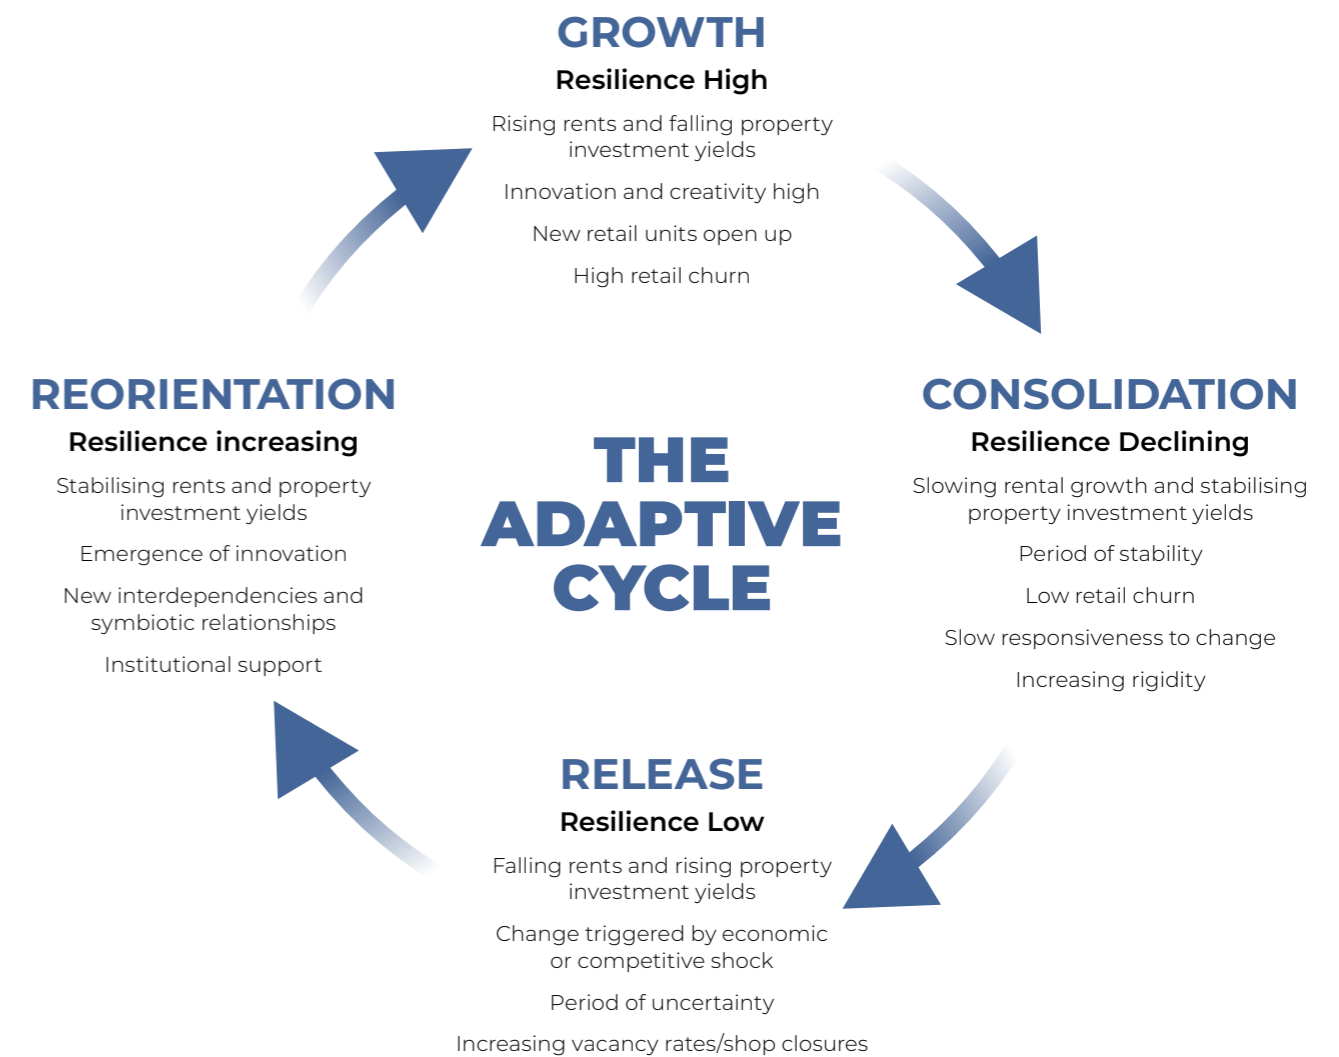 GROWTH
Resilience High
Rising rents and falling property
investment yields
Innovation and creativity high
New retail units open up
High retail churn
CONSOLIDATION
Resilience Declining
Slowing rental growth and stabilising
property investment yields
Period of stability
Low retail churn
Slow responsiveness to change
Increasing rigidity
RELEASE
Resilience Low
Falling rents and rising property
investment yields
Change triggered by economic
or competitive shock
Period of uncertainty
Increasing vacancy rates/shop closures
REORIENTATION
Resilience increasing
Stabilising rents and property
investment yields
Emergence of innovation
New interdependencies and
symbiotic relationships
Institutional support
THE
ADAPTIVE
CYCLE